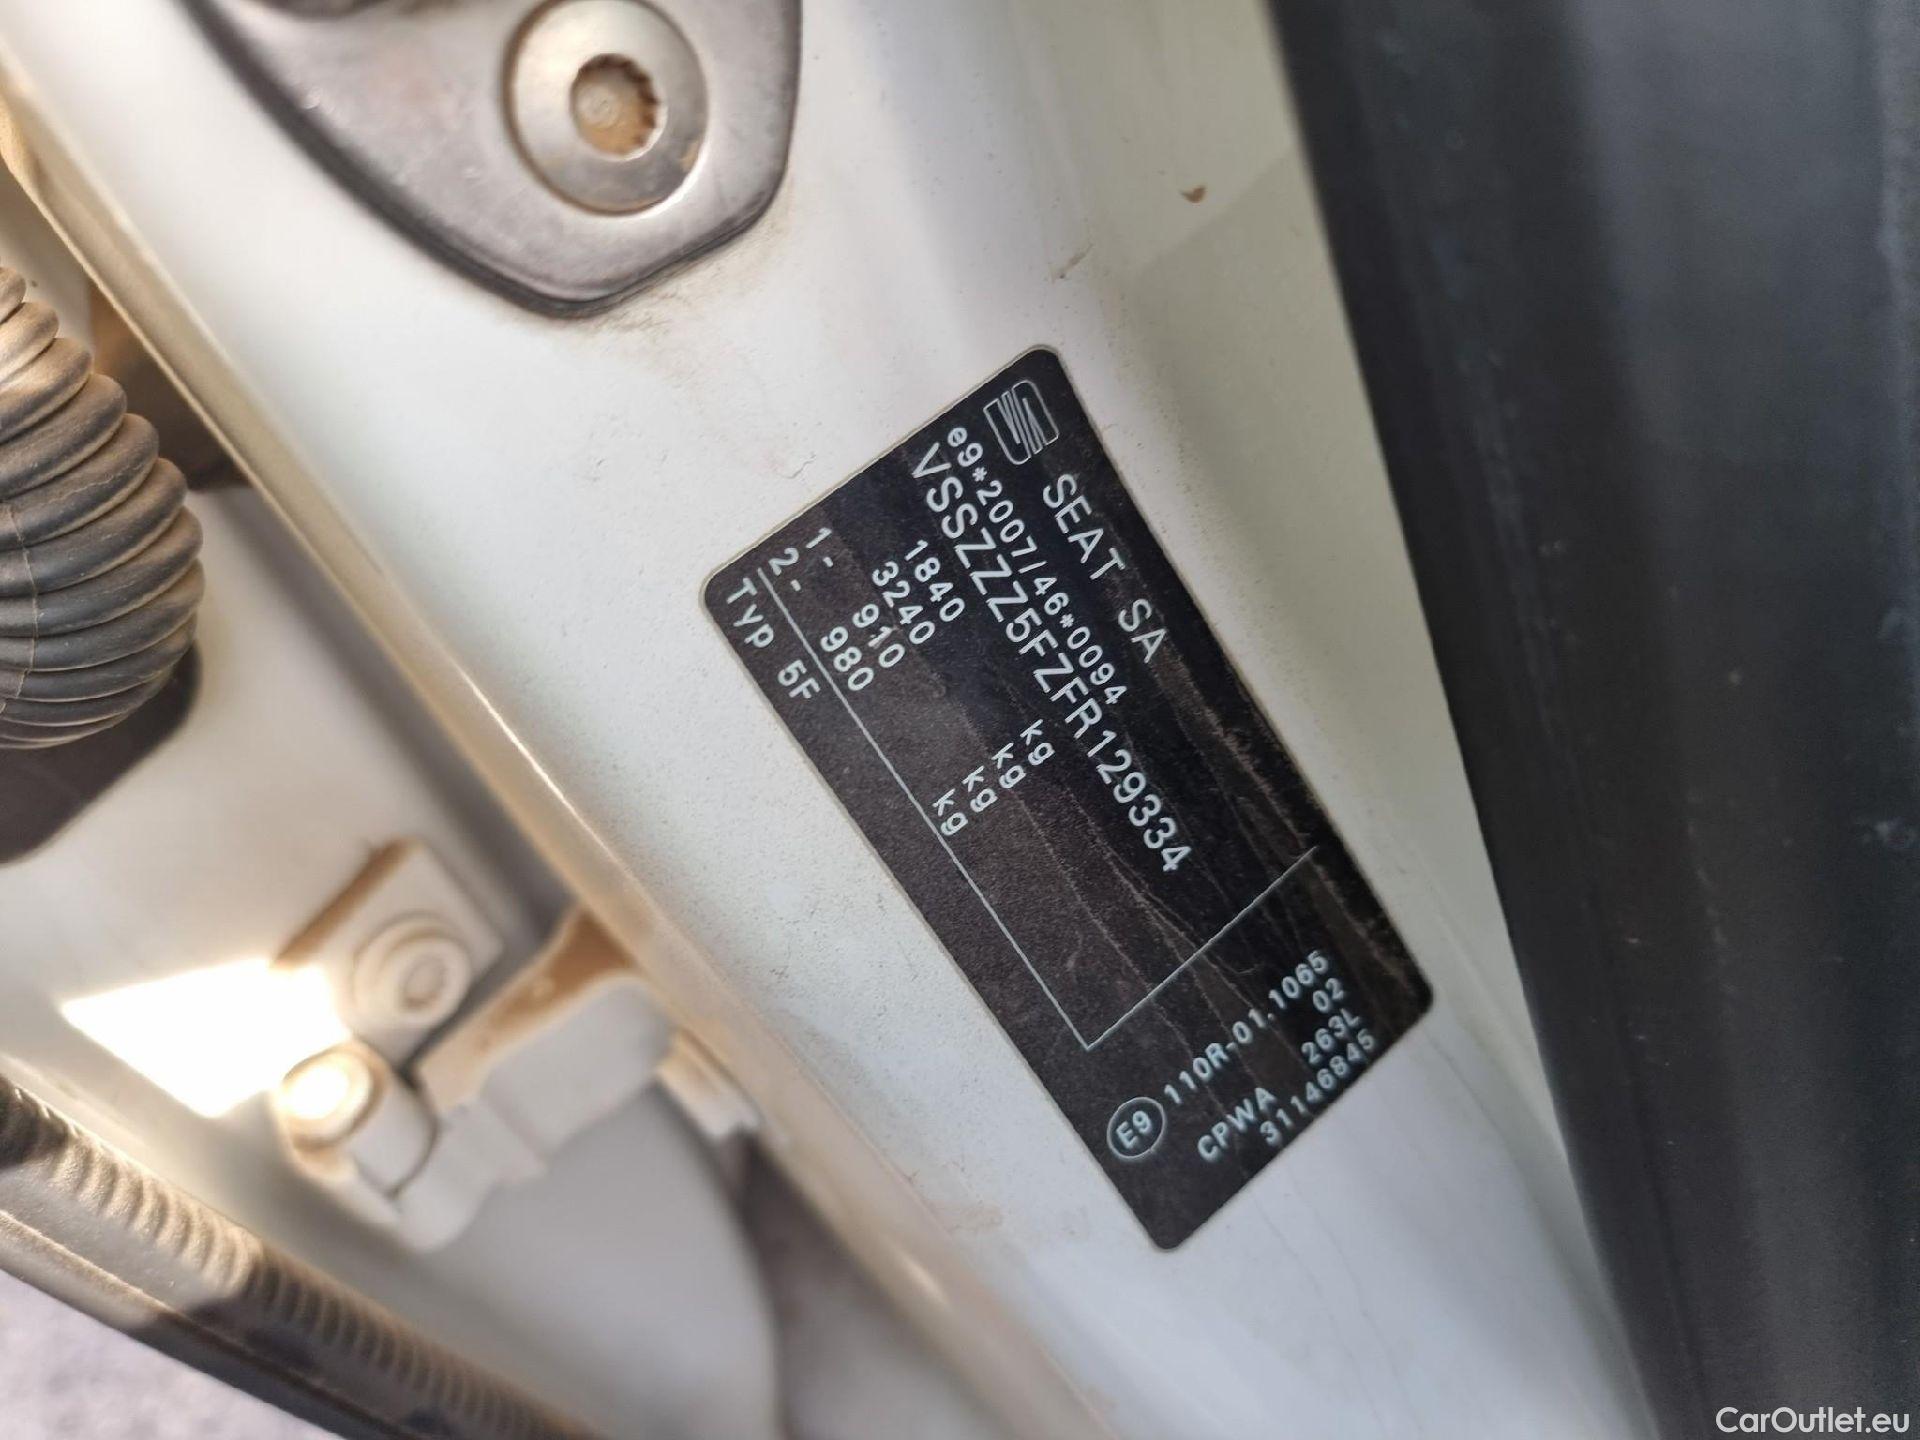 SEAT SA
e9*2007/46*0094
VSSZZZ5FZFR129334
1840 kg
3240 kg
1- 910 kg
2- 980 kg
Typ 5F
E9 110R-01.1065
02
CPWA 263L
31146845
CarOutlet.eu